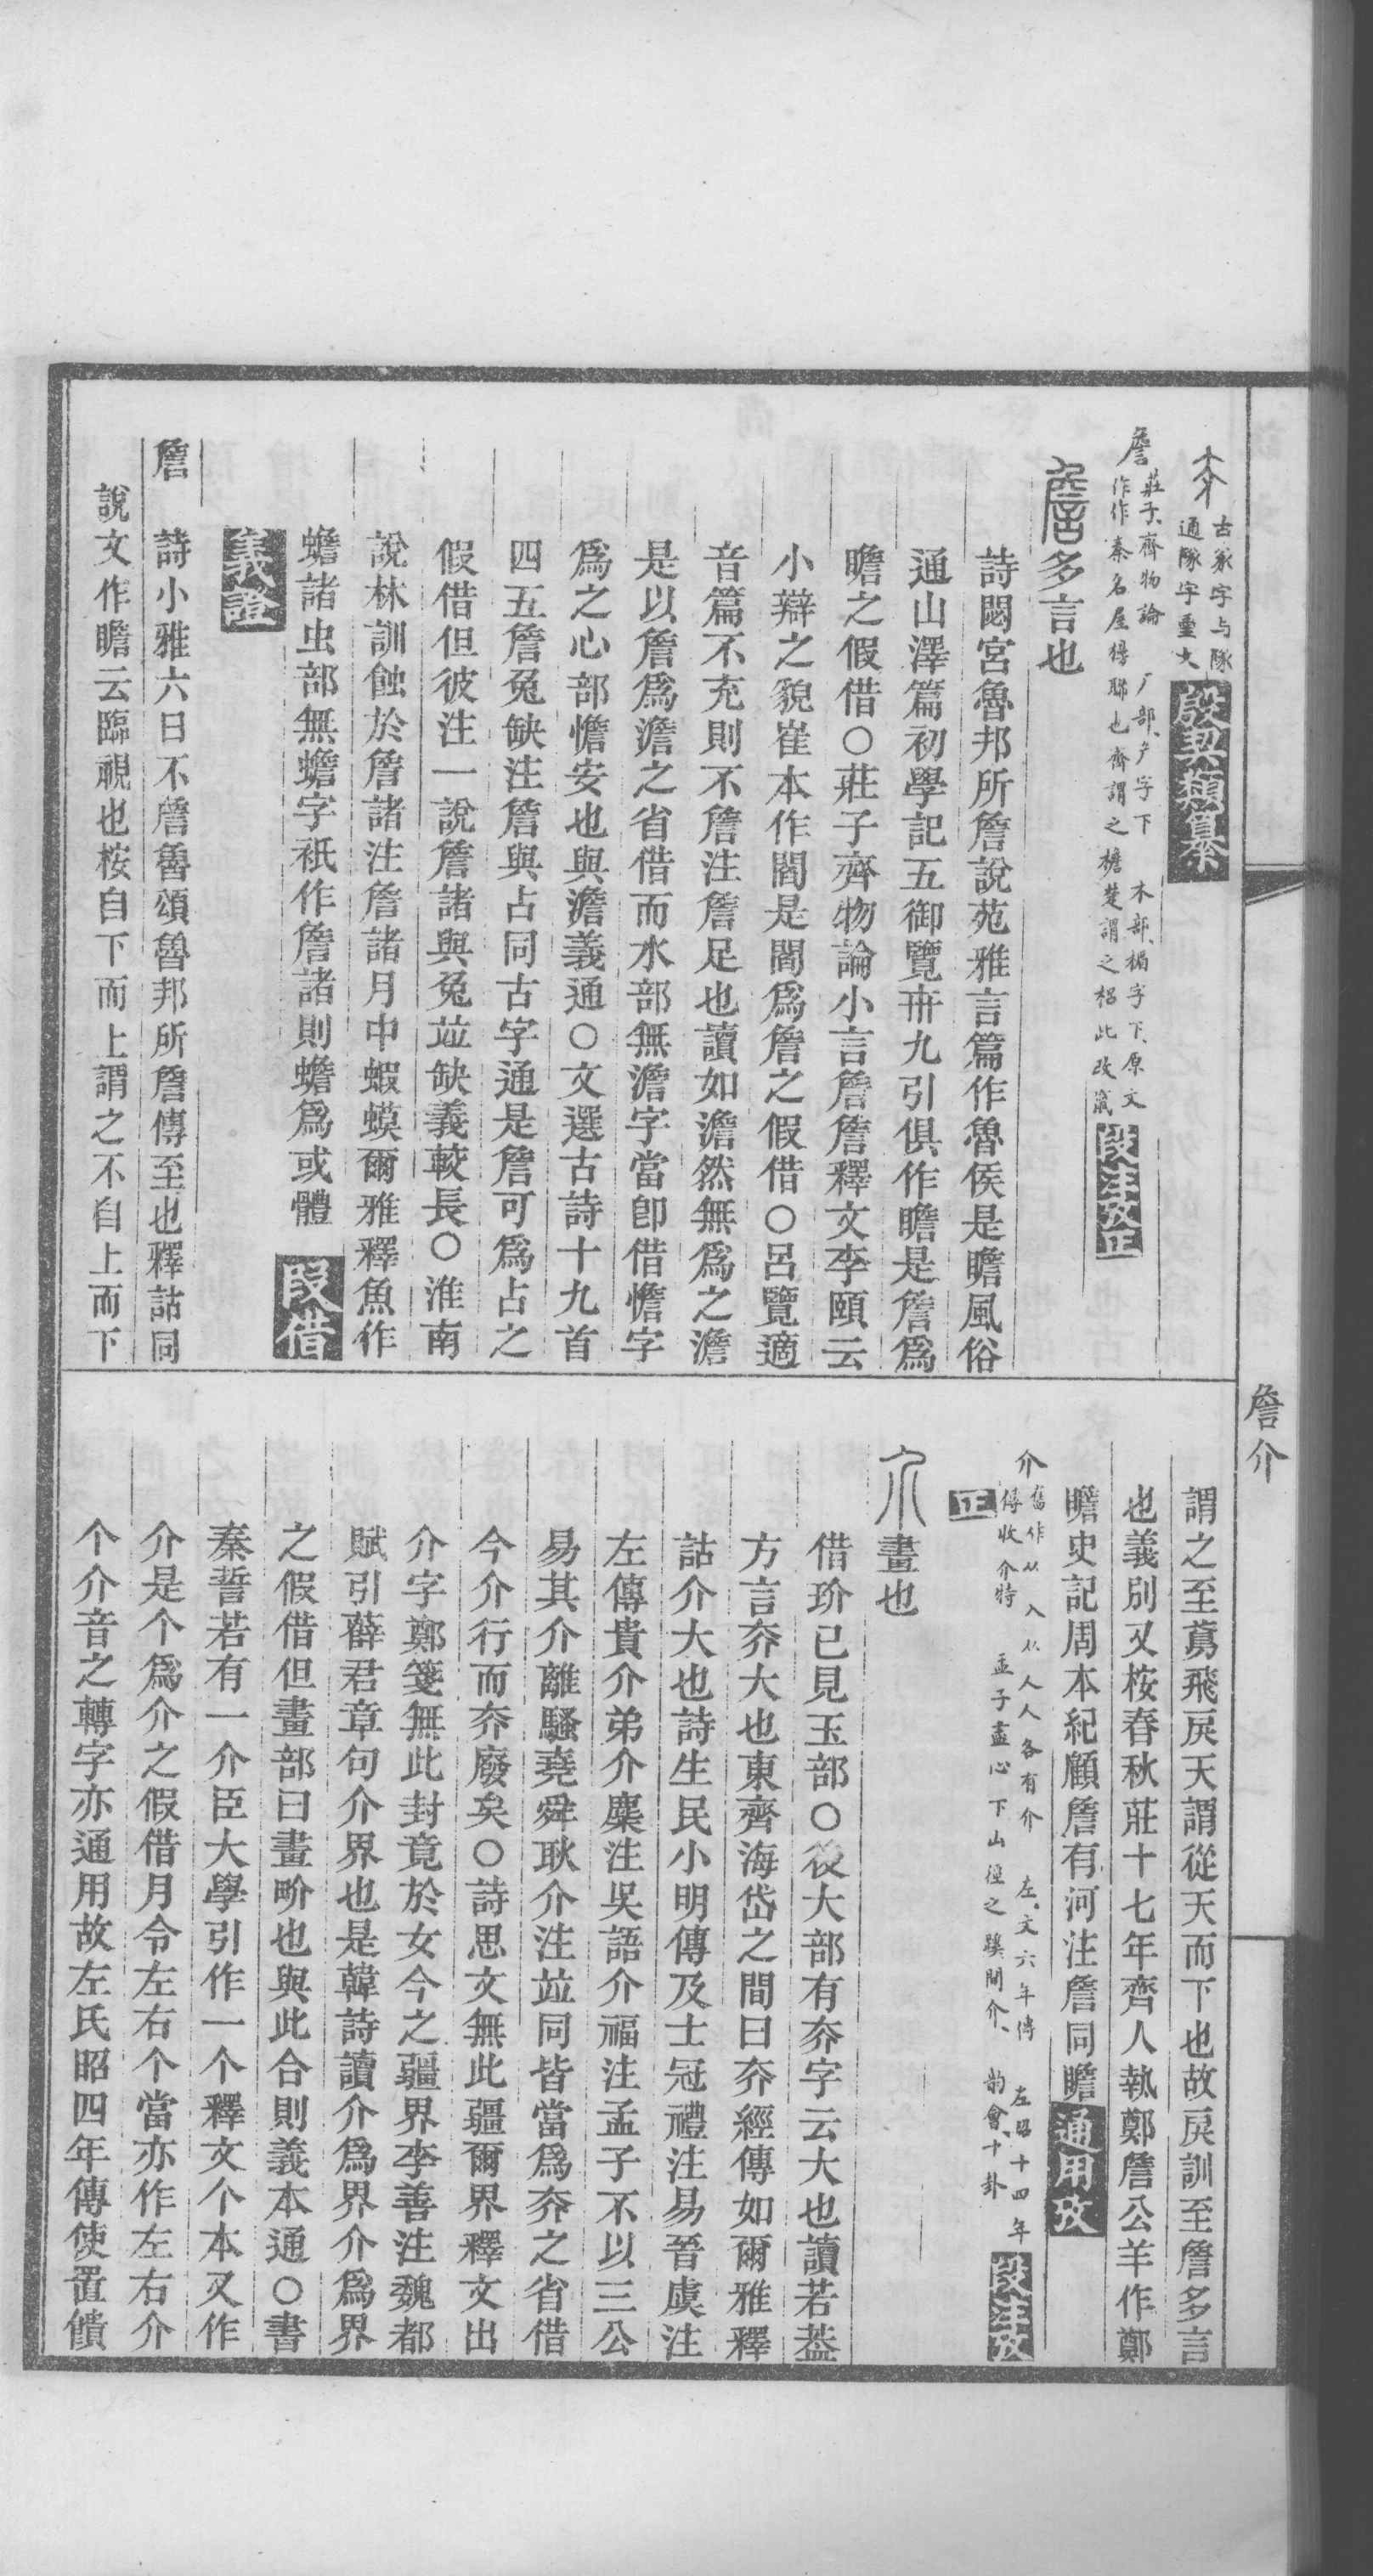 古㒸字与隊
通隊字重大
殷契類纂
詹
莊子、齊物論　厂部、屵字下　木部、楣字下、原文
作作秦名屋㮰聯也齊謂之檐楚謂之梠此改竄
段注攷正
詹多言也
詩閟宮魯邦所詹說苑雅言篇作魯侯是瞻風俗
通山澤篇初學記五御覽卅九引俱作瞻是詹爲
瞻之假借〇莊子齊物論小言詹詹釋文李頤云
小辯之貌崔本作閻是閻爲詹之假借〇呂覽適
音篇不充則不詹注詹足也讀如澹然無爲之澹
是以詹爲澹之省借而水部無澹字當卽借憺字
爲之心部憺安也與澹義通〇文選古詩十九首
四五詹兔缺注詹與占同古字通是詹可爲占之
假借但彼注一說詹諸與兔竝缺義較長〇淮南
說林訓蝕於詹諸注詹諸月中蝦蟆爾雅釋魚作
蟾諸虫部無蟾字祇作詹諸則蟾爲或體　段借
義證
詹　詩小雅六日不詹魯頌魯邦所詹傳至也釋詁同
說文作瞻云臨視也桉自下而上謂之不自上而下
詹介
謂之至蔿飛戾天謂從天而下也故戾訓至詹多言
也義別又桉春秋莊十七年齊人執鄭詹公羊作鄭
瞻史記周本紀顧詹有河注詹同瞻　通用攷
介
舊作从入从人人各有介　左、文六年傳　左昭十四年
得收介特　孟子盡心下山徑之蹊間介、　韵會、十卦
段注攷
正
介畫也
借玠已見玉部〇後大部有夰字云大也讀若葢
方言夰大也東齊海岱之間曰夰經傳如爾雅釋
詁介大也詩生民小明傳及士冠禮注易晉虞注
左傳貴介弟介麋注吳語介福注孟子不以三公
易其介離騷堯舜耿介注竝同皆當爲夰之省借
今介行而夰廢矣〇詩思文無此疆爾界釋文出
介字鄭箋無此封竟於女今之疆界李善注魏都
賦引薛君章句介界也是韓詩讀介爲界介爲界
之假借但畫部曰畫畍也與此合則義本通〇書
秦誓若有一介臣大學引作一个釋文个本又作
介是个爲介之假借月令左右个當亦作左右介
个介音之轉字亦通用故左氏昭四年傳使置饋